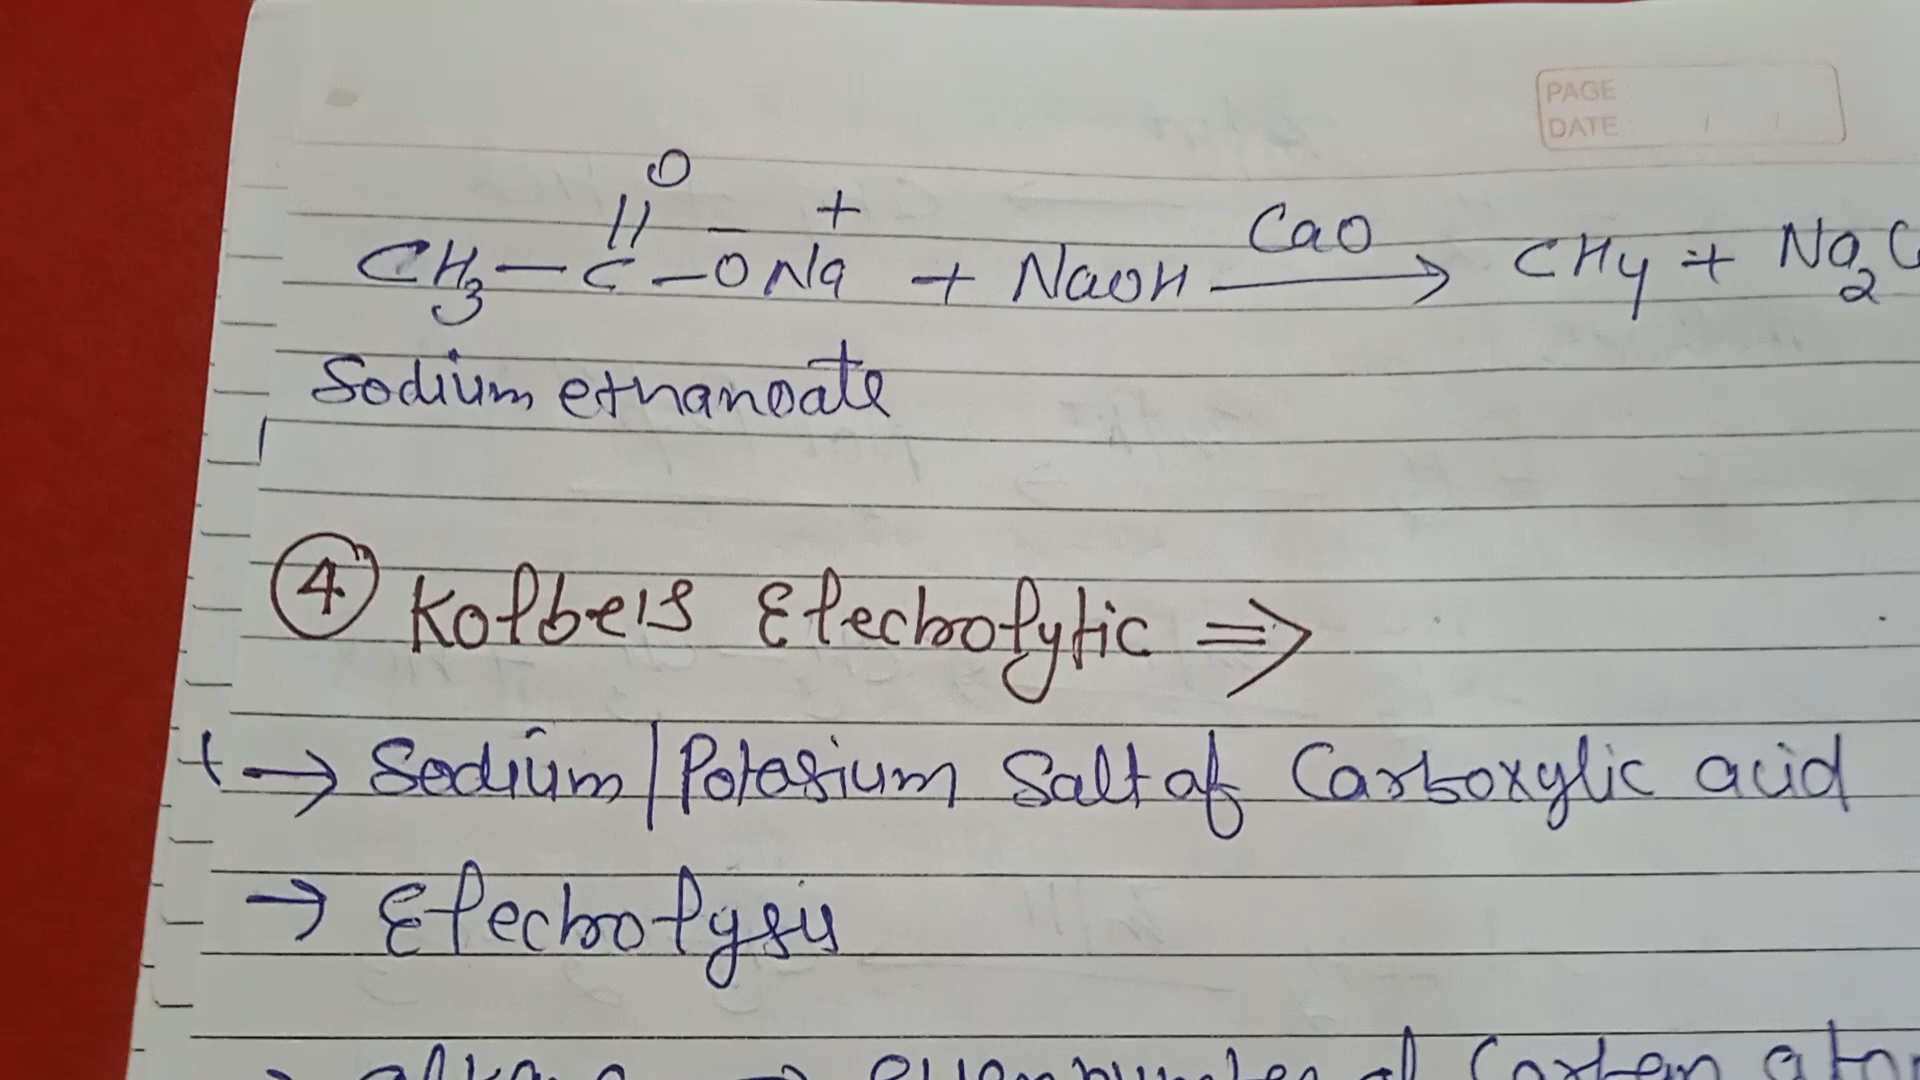 PAGE
DATE
O
||
CH3 — C — O⁻ Na⁺ + NaOH CaO → CH4 + Na2C
Sodium ethanoate
④ Kolbe's Electrolytic ⇒
+ → Sodium / Potasium Salt of Carboxylic acid
→ Electrolysis